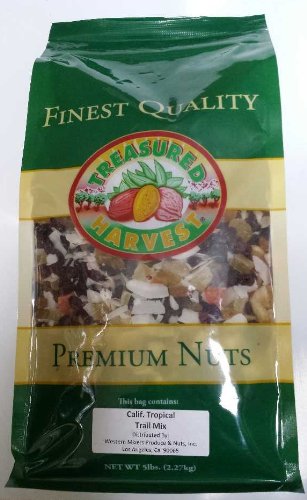 FINEST QUALITY
TREASURED
HARVEST
PREMIUM NUTS
This bag contains:
Calif. Tropical
Trail Mix
Distributed by:
Western Mixers Produce & Nuts, Inc.
Los Angeles, CA 90065
NET WT 5lbs. (2.27kg)